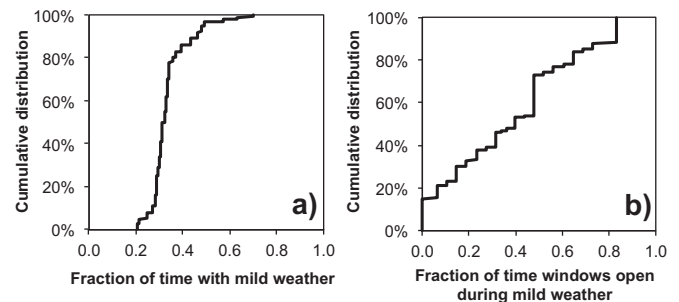 100%
80%
60%
40%
20%
0%
Cumulative distribution
a)
0.0 0.2 0.4 0.6 0.8 1.0
Fraction of time with mild weather
100%
80%
60%
40%
20%
0%
Cumulative distribution
b)
0.0 0.2 0.4 0.6 0.8 1.0
Fraction of time windows open
during mild weather